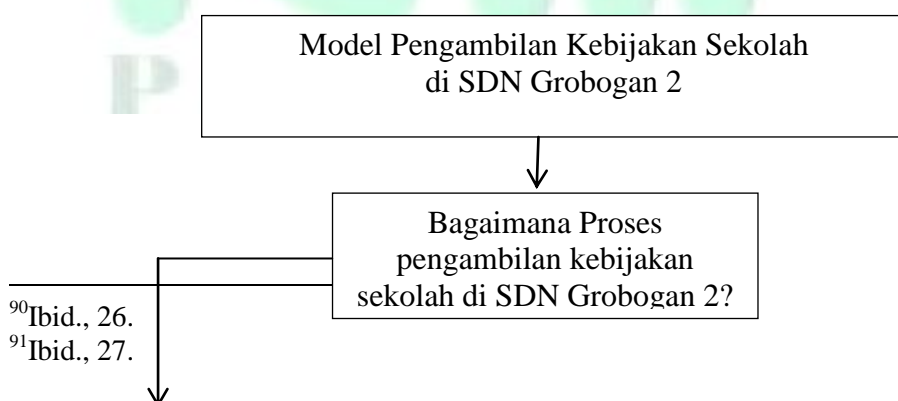 Model Pengambilan Kebijakan Sekolah
di SDN Grobogan 2
P
Bagaimana Proses
pengambilan kebijakan
sekolah di SDN Grobogan 2?
90Ibid., 26.
91Ibid., 27.